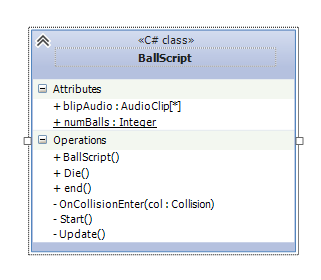 «C# class»
BallScript
Attributes
+ blipAudio : AudioClip[*]
+ numBalls : Integer
Operations
+ BallScript()
+ Die()
+ end()
- OnCollisionEnter(col : Collision)
- Start()
- Update()